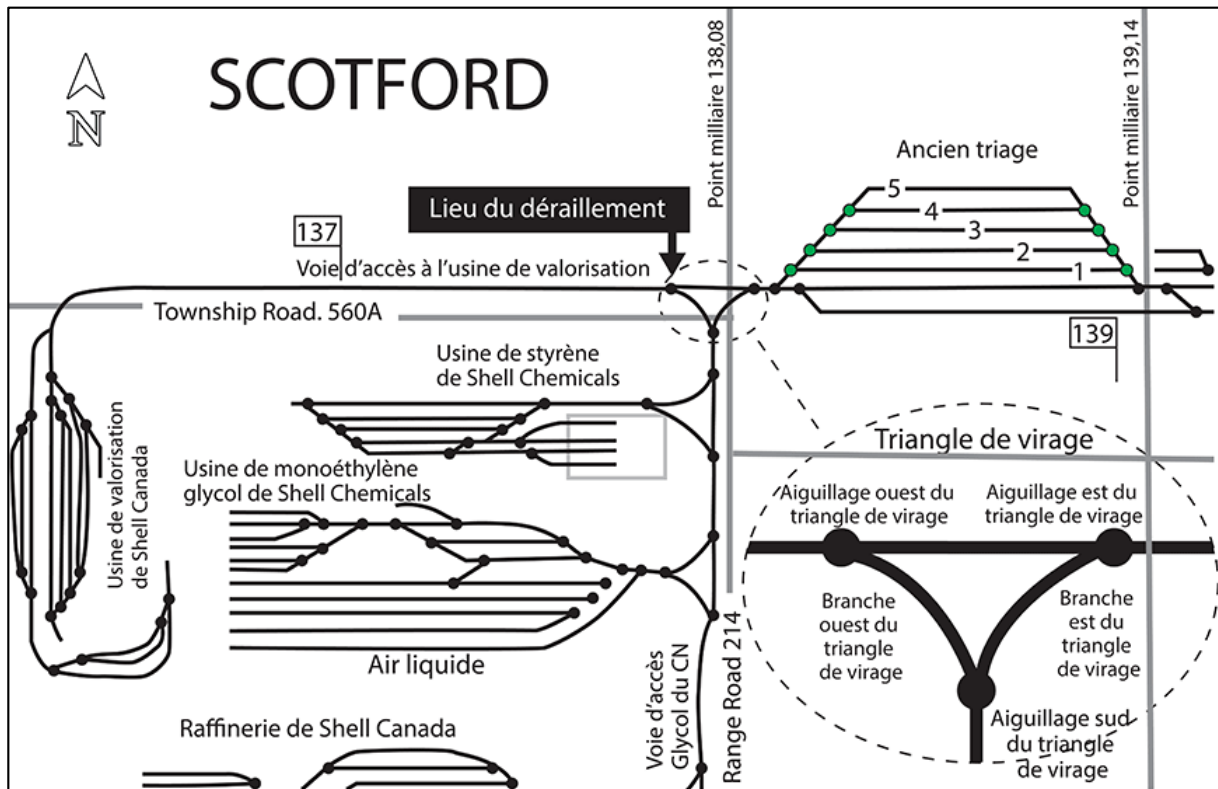 N
SCOTFORD
Point milliaire 138,08
Point milliaire 139,14
Ancien triage
5
4
3
2
1
Lieu du déraillement
137
Voie d'accès à l'usine de valorisation
Township Road. 560A
139
Usine de styrène
de Shell Chemicals
Usine de valorisation
de Shell Canada
Usine de monoéthylène
glycol de Shell Chemicals
Triangle de virage
Aiguillage ouest du
triangle de virage
Aiguillage est du
triangle de virage
Branche
ouest du
triangle
de virage
Branche
est du
triangle
de virage
Aiguillage sud
du triangle
de virage
Air liquide
Voie d'accès
Glycol du CN
Range Road 214
Raffinerie de Shell Canada